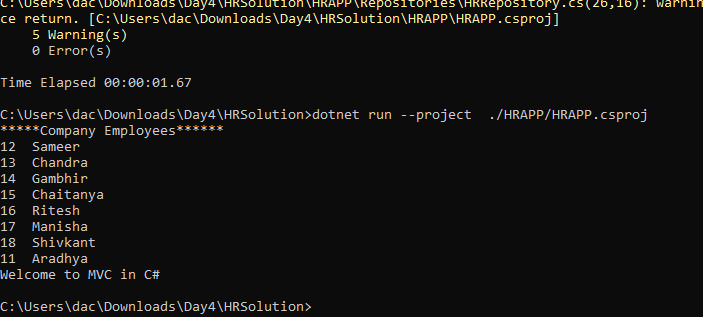 C:\Users\dac\Downloads\Day4\HRSolution\HRAPP\Repositories\HRRepository.cs(26,16): warnin
ce return. [C:\Users\dac\Downloads\Day4\HRSolution\HRAPP\HRAPP.csproj]
5 Warning(s)
0 Error(s)
Time Elapsed 00:00:01.67
C:\Users\dac\Downloads\Day4\HRSolution>dotnet run --project  ./HRAPP/HRAPP.csproj
*****Company Employees******
12  Sameer
13  Chandra
14  Gambhir
15  Chaitanya
16  Ritesh
17  Manisha
18  Shivkant
11  Aradhya
Welcome to MVC in C#
C:\Users\dac\Downloads\Day4\HRSolution>